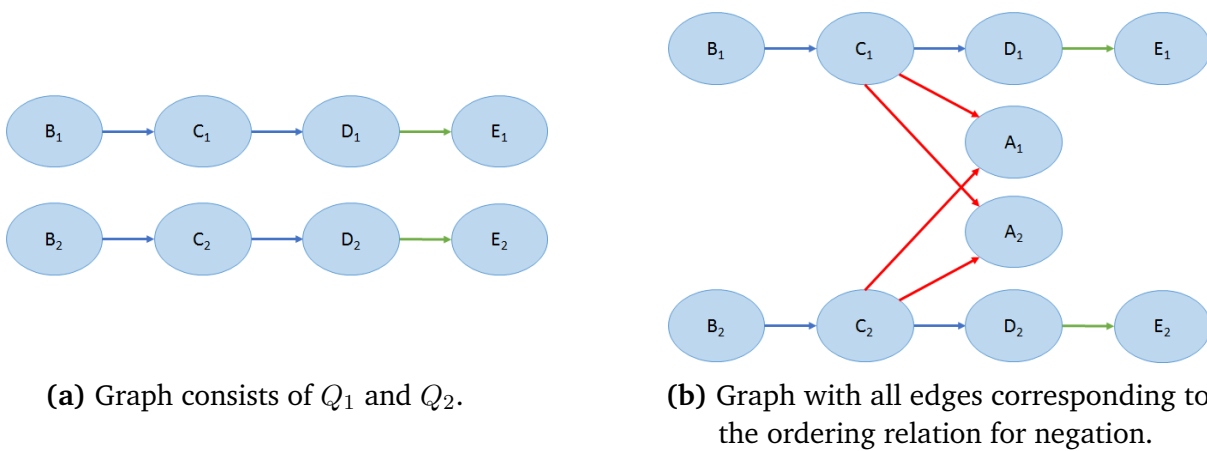 B₁ C₁ D₁ E₁
B₂ C₂ D₂ E₂
(a) Graph consists of Q₁ and Q₂.
B₁ C₁ D₁ E₁
A₁
A₂
B₂ C₂ D₂ E₂
(b) Graph with all edges corresponding to
the ordering relation for negation.